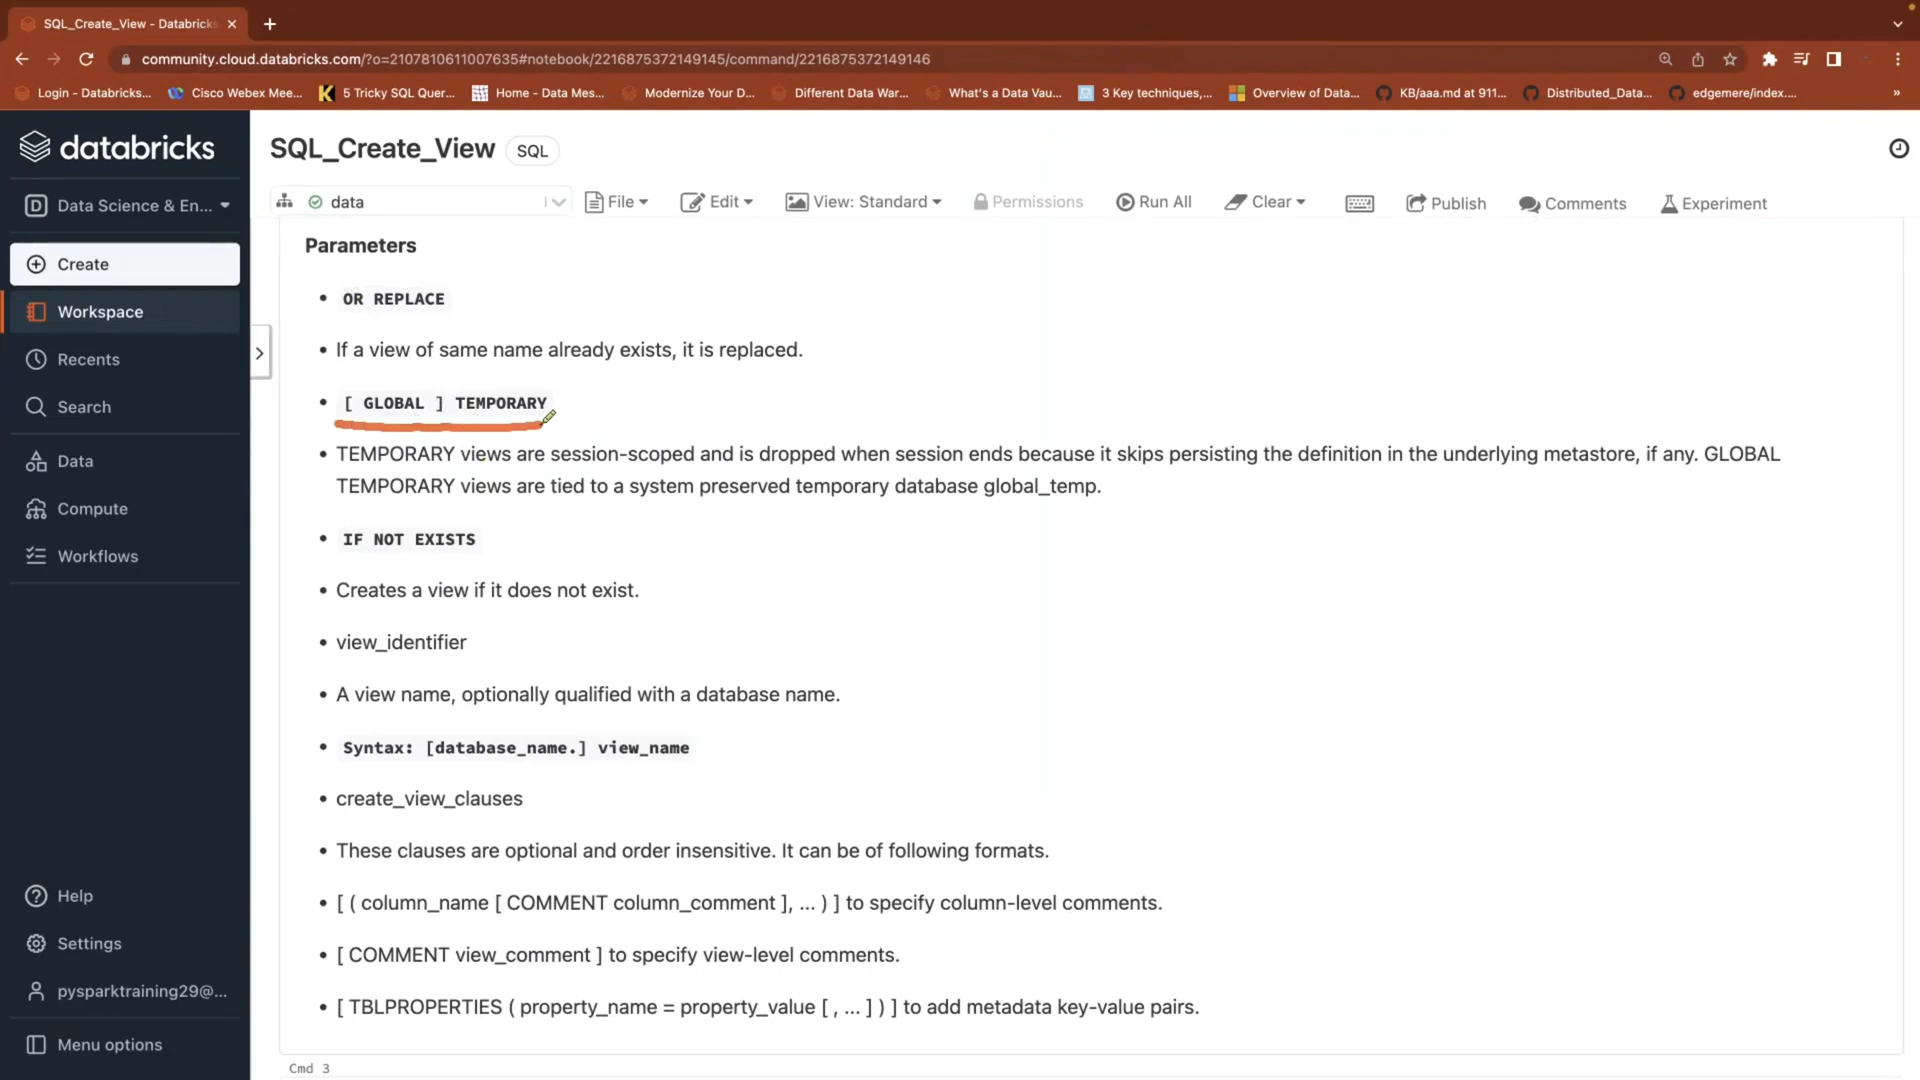 SQL_Create_View - Databricks
community.cloud.databricks.com/?o=2107810611007635#notebook/2216875372149145/command/2216875372149146
Login - Databricks... Cisco Webex Mee... 5 Tricky SQL Quer... Home - Data Mes... Modernize Your D... Different Data War... What's a Data Vau... 3 Key techniques,... Overview of Data... KB/aaa.md at 911... Distributed_Data... edgemere/index....
databricks
SQL_Create_View SQL
Data Science & En...
data File Edit View: Standard Permissions Run All Clear Publish Comments Experiment
Create
Workspace
Recents
Search
Data
Compute
Workflows
Help
Settings
pysparktraining29@...
Menu options
Parameters
• OR REPLACE
• If a view of same name already exists, it is replaced.
• [ GLOBAL ] TEMPORARY
• TEMPORARY views are session-scoped and is dropped when session ends because it skips persisting the definition in the underlying metastore, if any. GLOBAL
TEMPORARY views are tied to a system preserved temporary database global_temp.
• IF NOT EXISTS
• Creates a view if it does not exist.
• view_identifier
• A view name, optionally qualified with a database name.
• Syntax: [database_name.] view_name
• create_view_clauses
• These clauses are optional and order insensitive. It can be of following formats.
• [ ( column_name [ COMMENT column_comment ], ... ) ] to specify column-level comments.
• [ COMMENT view_comment ] to specify view-level comments.
• [ TBLPROPERTIES ( property_name = property_value [ , ... ] ) ] to add metadata key-value pairs.
Cmd 3